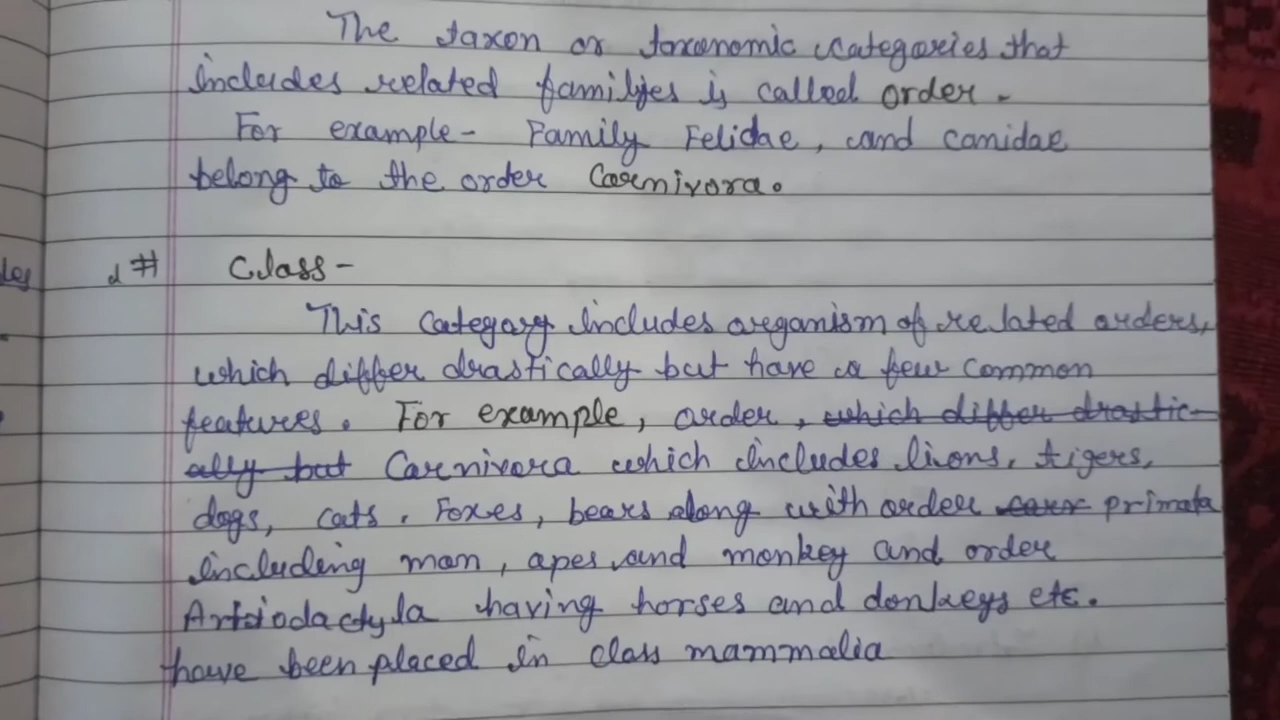 The taxon or taxonomic categories that
includes related families is called order.
For example- Family Felidae, and canidae
belong to the order Carnivora.
# Class-
This category includes organism of related orders,
which differ drastically but have a few common
features. For example, order, which differ drastic-
ally but Carnivora which includes lions, tigers,
dogs, cats, Foxes, bears along with order primata
including man, apes and monkey and order
Artiodactyla having horses and donkeys etc.
have been placed in class mammalia